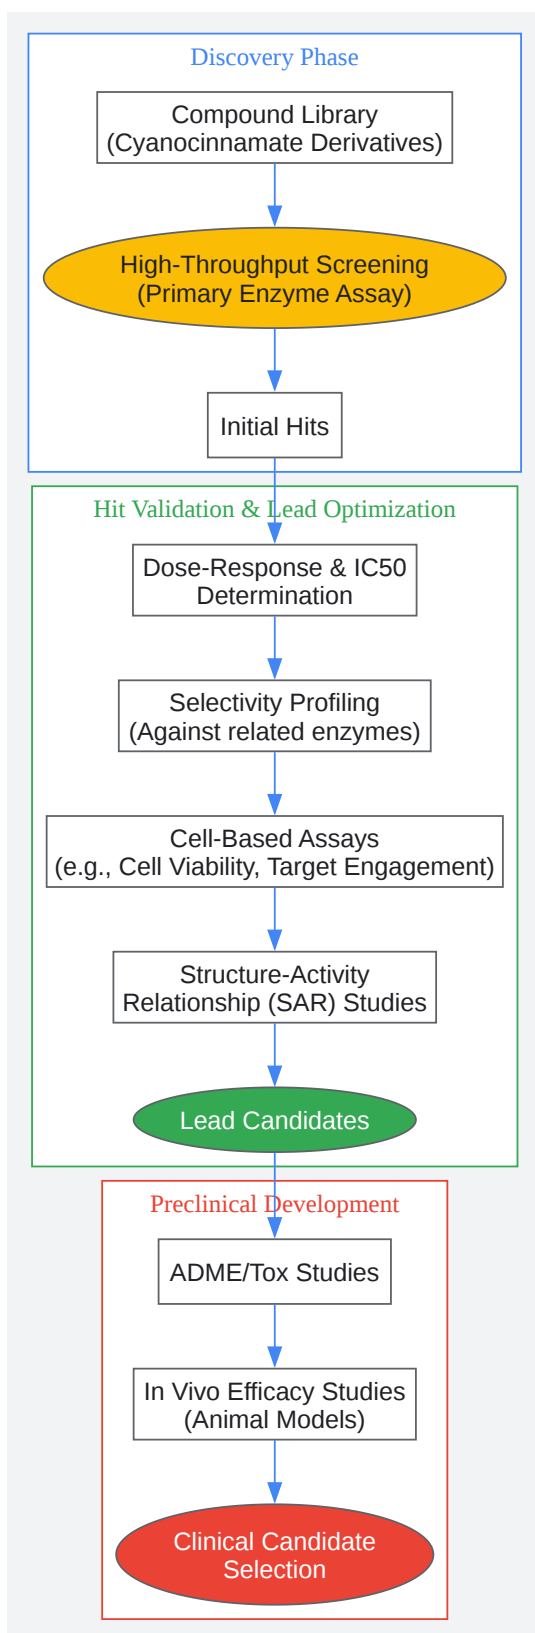 Discovery Phase
Compound Library
(Cyanocinnamate Derivatives)
High-Throughput Screening
(Primary Enzyme Assay)
Initial Hits
Hit Validation & Lead Optimization
Dose-Response & IC50
Determination
Selectivity Profiling
(Against related enzymes)
Cell-Based Assays
(e.g., Cell Viability, Target Engagement)
Structure-Activity
Relationship (SAR) Studies
Lead Candidates
Preclinical Development
ADME/Tox Studies
In Vivo Efficacy Studies
(Animal Models)
Clinical Candidate
Selection